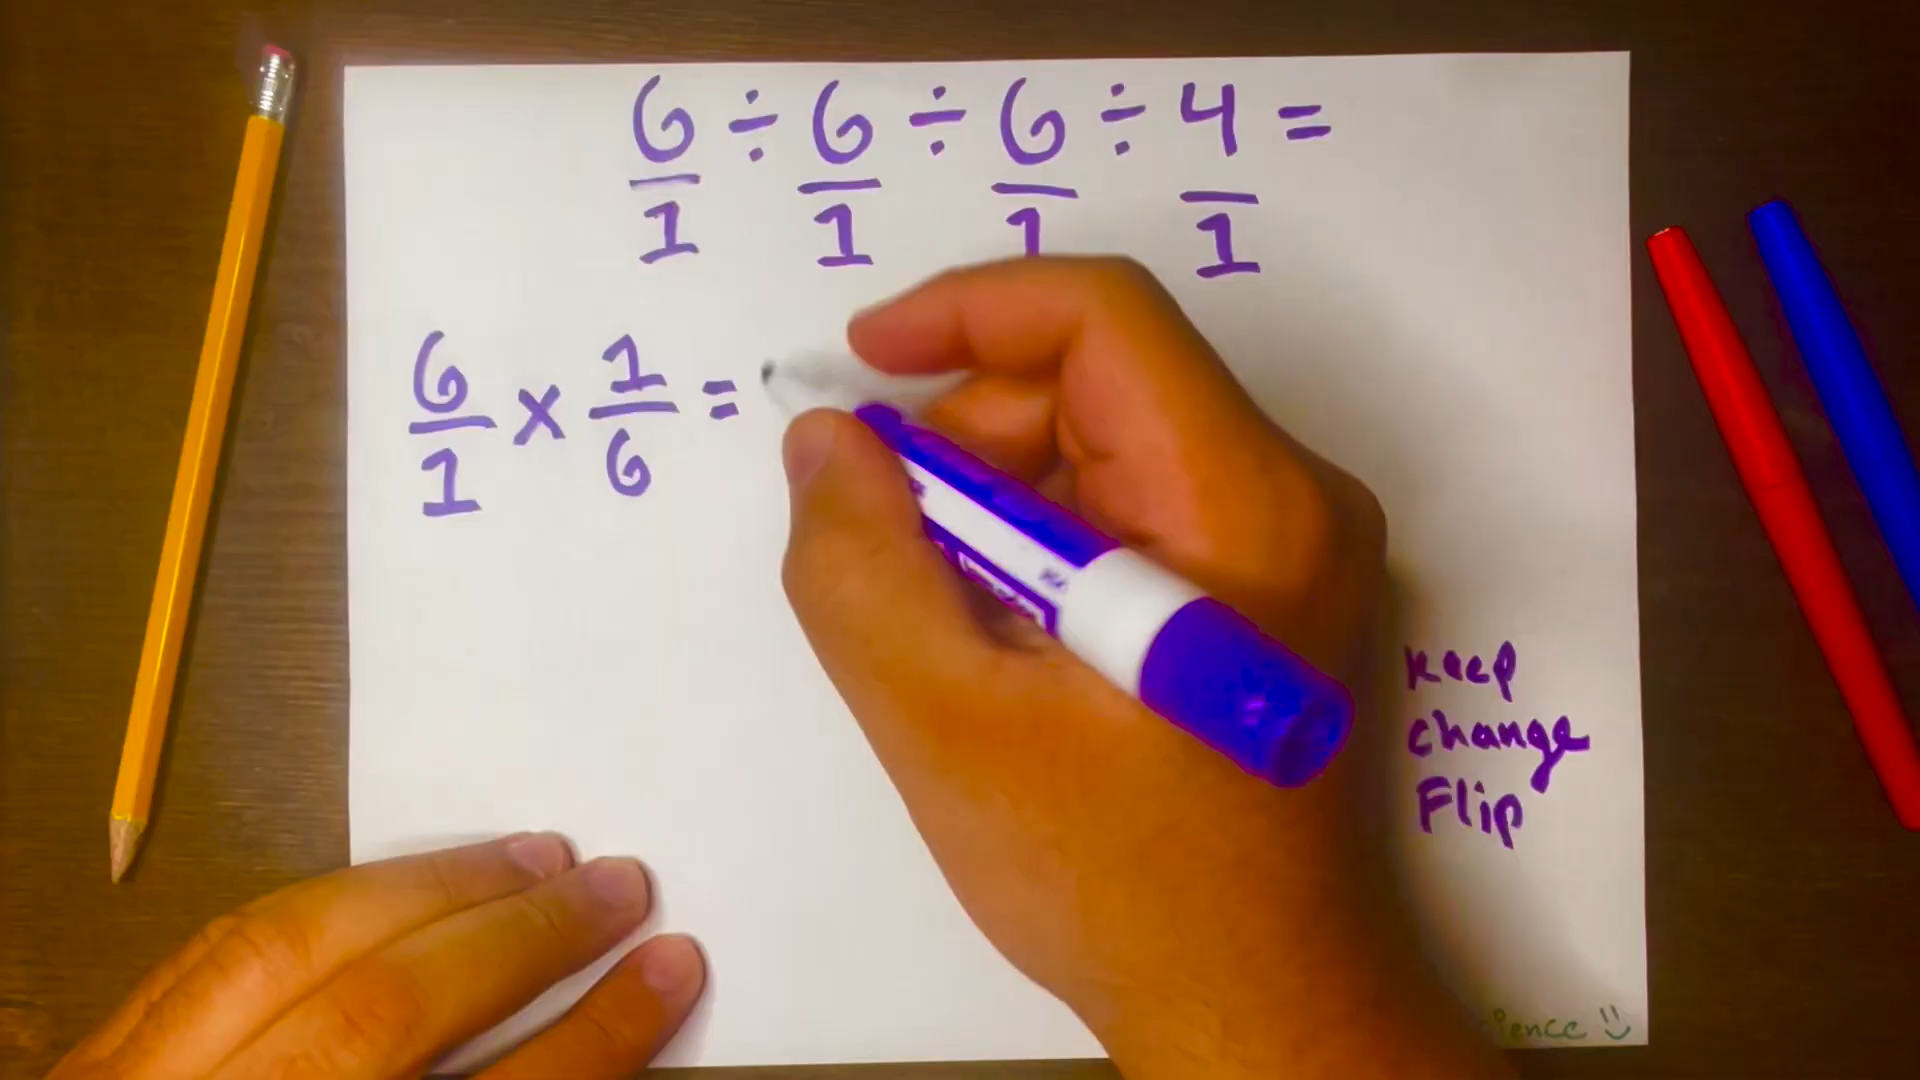 6/1 ÷ 6/1 ÷ 6/1 ÷ 4/1 =
6/1 x 1/6 =
Keep
change
Flip